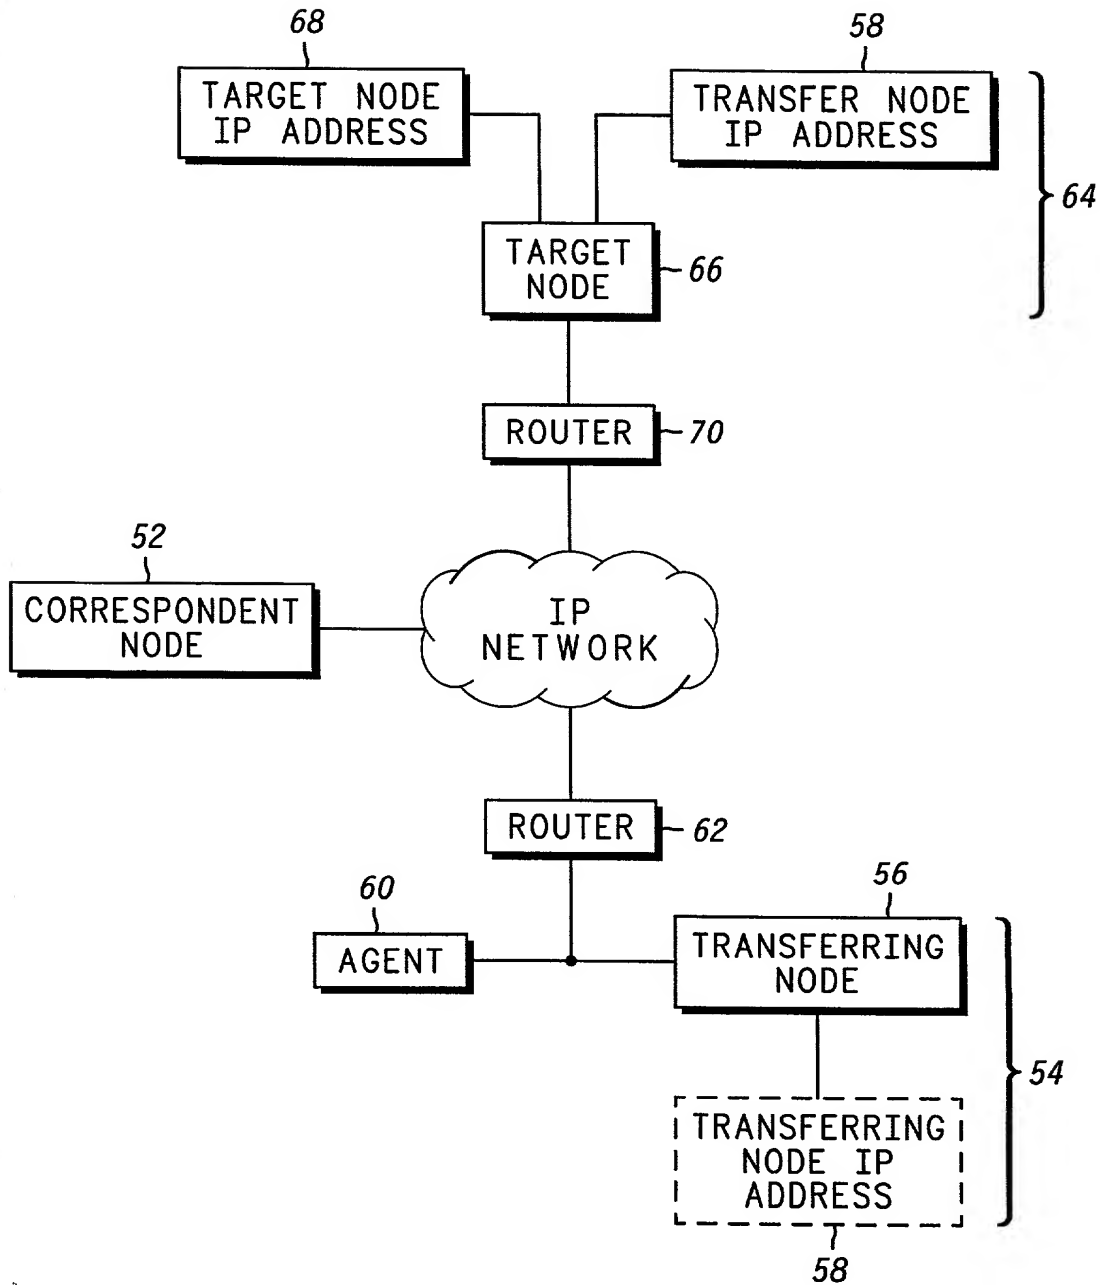 68
58
TARGET NODE
IP ADDRESS
TRANSFER NODE
IP ADDRESS
64
TARGET
NODE
66
ROUTER
70
52
CORRESPONDENT
NODE
IP
NETWORK
ROUTER
62
60
56
AGENT
TRANSFERRING
NODE
54
TRANSFERRING
NODE IP
ADDRESS
58